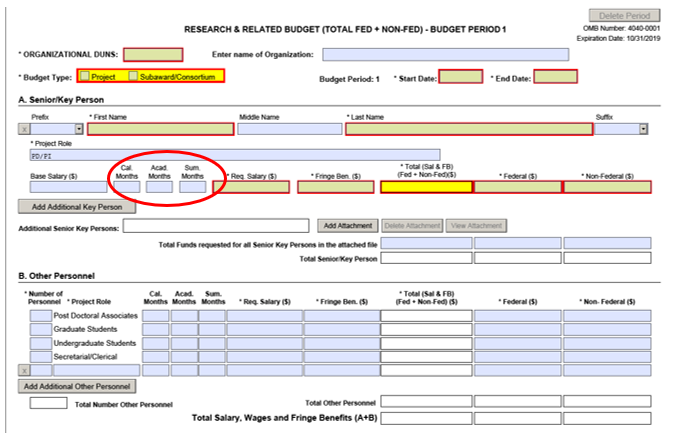 Delete Period
RESEARCH & RELATED BUDGET (TOTAL FED + NON-FED) - BUDGET PERIOD 1
OMB Number: 4040-0001
Expiration Date: 10/31/2019
* ORGANIZATIONAL DUNS:
Enter name of Organization:
* Budget Type: Project Subaward/Consortium
Budget Period: 1 * Start Date: * End Date:
A. Senior/Key Person
Prefix * First Name Middle Name * Last Name Suffix
X
* Project Role
PD/PI
Base Salary ($) Cal. Months Acad. Months Sum. Months * Req. Salary ($) * Fringe Ben. ($) * Total (Sal & FB) (Fed + Non-Fed)($) * Federal ($) * Non-Federal ($)
Add Additional Key Person
Additional Senior Key Persons: Add Attachment Delete Attachment View Attachment
Total Funds requested for all Senior Key Persons in the attached file
Total Senior/Key Person
B. Other Personnel
* Number of Personnel * Project Role Cal. Months Acad. Months Sum. Months * Req. Salary ($) * Fringe Ben. ($) * Total (Sal & FB) (Fed + Non-Fed) ($) * Federal ($) * Non- Federal ($)
Post Doctoral Associates
Graduate Students
Undergraduate Students
Secretarial/Clerical
X
Add Additional Other Personnel
Total Number Other Personnel Total Other Personnel
Total Salary, Wages and Fringe Benefits (A+B)